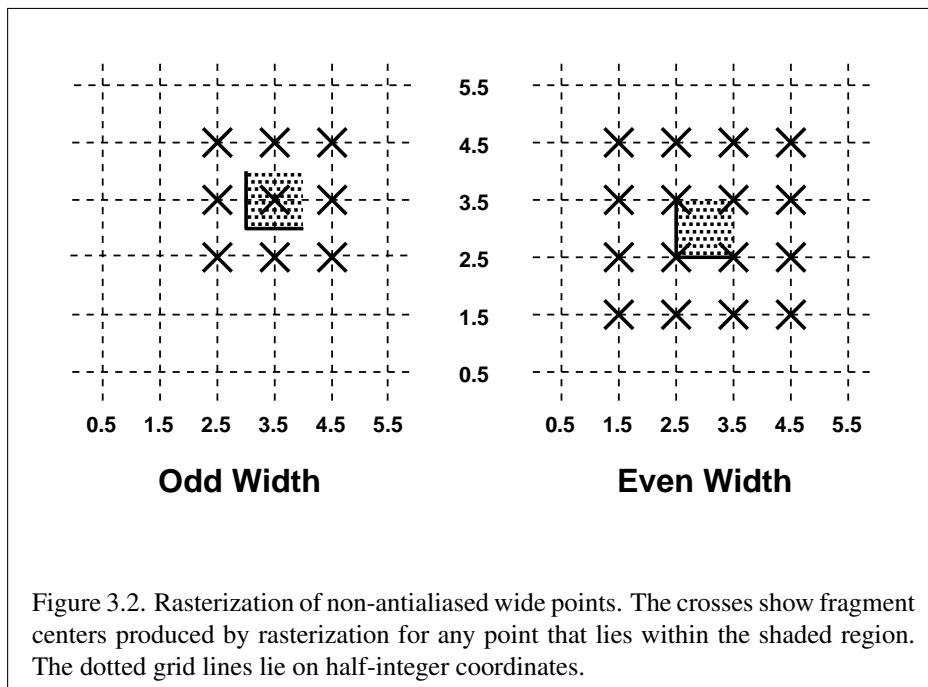 5.5
4.5
3.5
2.5
1.5
0.5
0.5 1.5 2.5 3.5 4.5 5.5
0.5 1.5 2.5 3.5 4.5 5.5
Odd Width
Even Width
Figure 3.2. Rasterization of non-antialiased wide points. The crosses show fragment
centers produced by rasterization for any point that lies within the shaded region.
The dotted grid lines lie on half-integer coordinates.